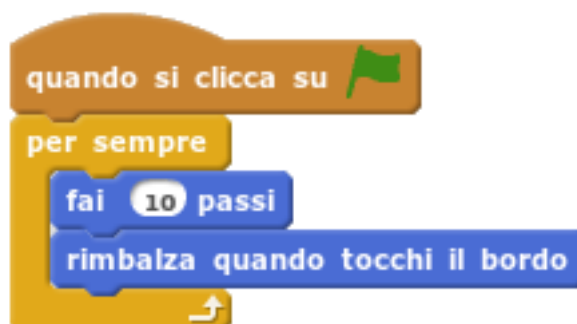 quando si clicca su
per sempre
fai 10 passi
rimbalza quando tocchi il bordo